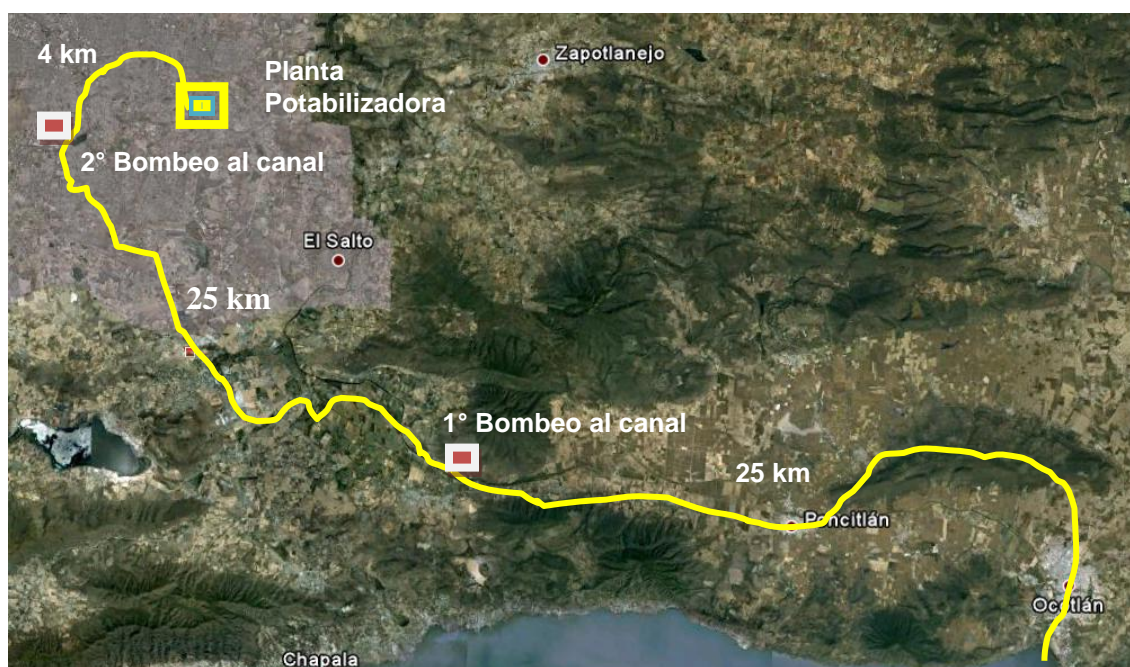 4 km
Zapotlanejo
Planta
Potabilizadora
2° Bombeo al canal
El Salto
25 km
1° Bombeo al canal
25 km
Poncitlán
Ocotlán
Chapala